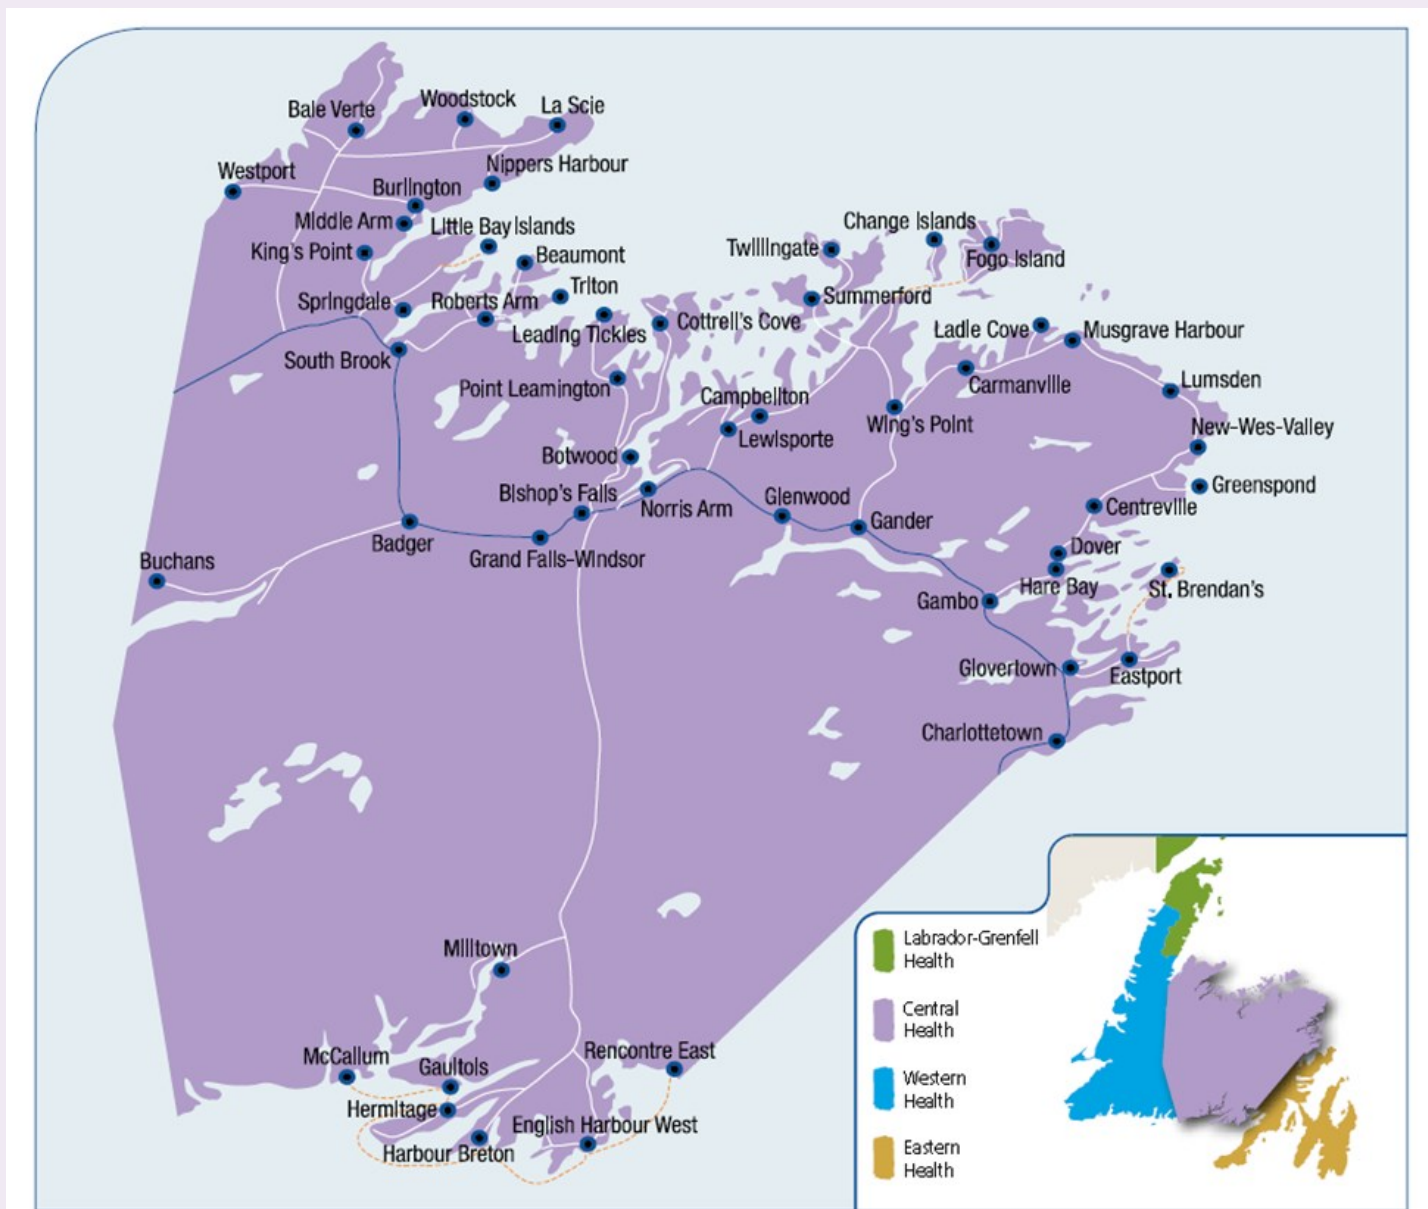 Bale Verte
Woodstock
La Scie
Westport
Nippers Harbour
Burlington
Middle Arm
Little Bay Islands
King's Point
Beaumont
Triton
Springdale
Roberts Arm
Leading Tickles
Cottrell's Cove
South Brook
Point Leamington
Twillingate
Change Islands
Fogo Island
Summerford
Ladle Cove
Musgrave Harbour
Carmanville
Lumsden
Campbellton
Lewisporte
Wing's Point
New-Wes-Valley
Botwood
Greenspond
Bishop's Falls
Norris Arm
Glenwood
Gander
Centreville
Badger
Grand Falls-Windsor
Buchans
Dover
Hare Bay
St. Brendan's
Gambo
Glovertown
Eastport
Charlottetown
Milltown
McCallum
Gaultois
Rencontre East
Hermitage
English Harbour West
Harbour Breton
Labrador-Grenfell
Health
Central
Health
Western
Health
Eastern
Health